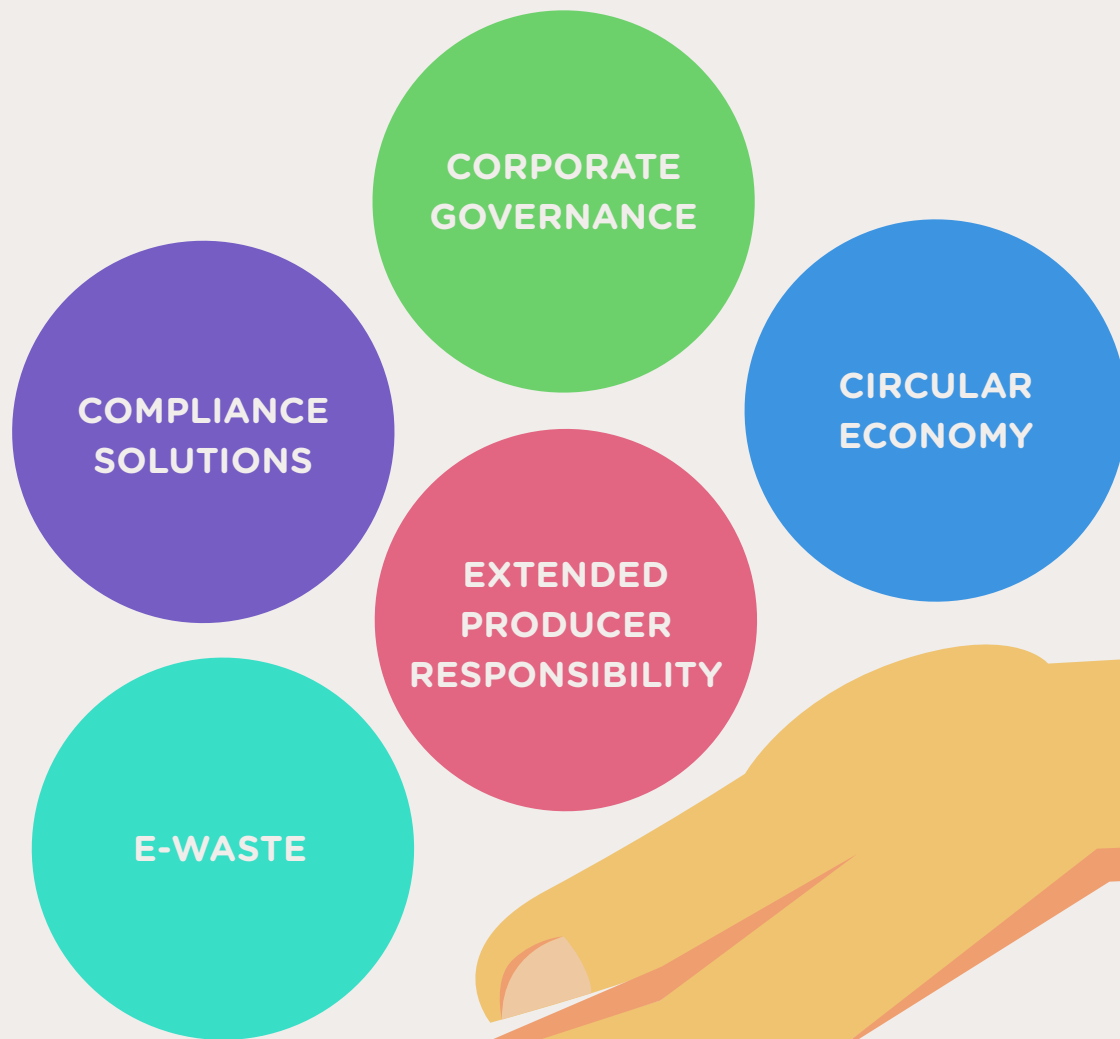 CORPORATE
GOVERNANCE
COMPLIANCE
SOLUTIONS
CIRCULAR
ECONOMY
EXTENDED
PRODUCER
RESPONSIBILITY
E-WASTE